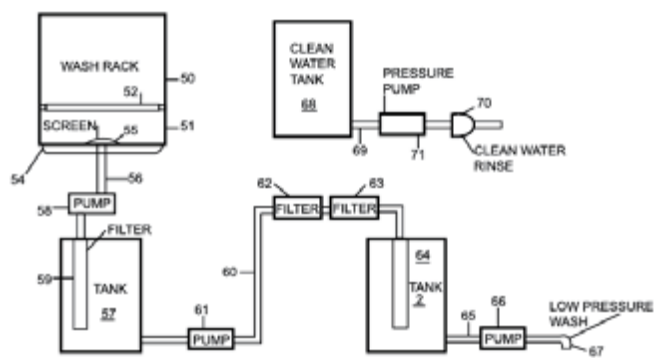 WASH RACK
50
52
SCREEN
55
51
54
56
58
PUMP
FILTER
59
TANK
57
CLEAN
WATER
TANK
68
PRESSURE
PUMP
70
69
71
CLEAN WATER
RINSE
62
63
FILTER
FILTER
60
61
PUMP
64
TANK
2
65
66
PUMP
LOW PRESSURE
WASH
67